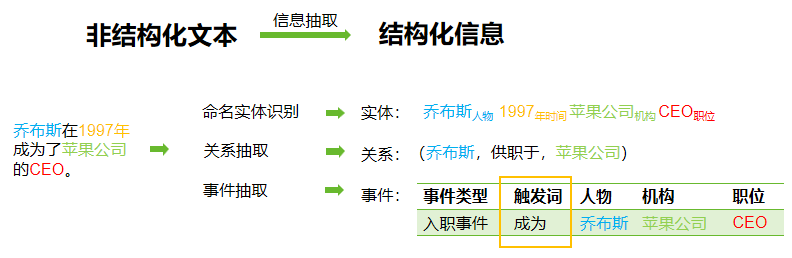 非结构化文本 信息抽取 结构化信息
乔布斯在1997年
成为了苹果公司
的CEO。
命名实体识别 实体： 乔布斯人物 1997年时间 苹果公司机构 CEO职位
关系抽取 关系：（乔布斯，供职于，苹果公司）
事件抽取 事件：
事件类型 触发词 人物 机构 职位
入职事件 成为 乔布斯 苹果公司 CEO